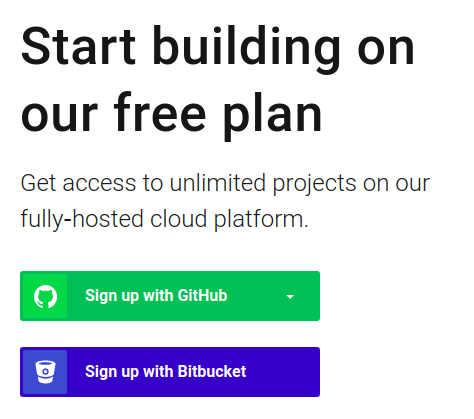 Start building on
our free plan
Get access to unlimited projects on our
fully-hosted cloud platform.
Sign up with GitHub
Sign up with Bitbucket